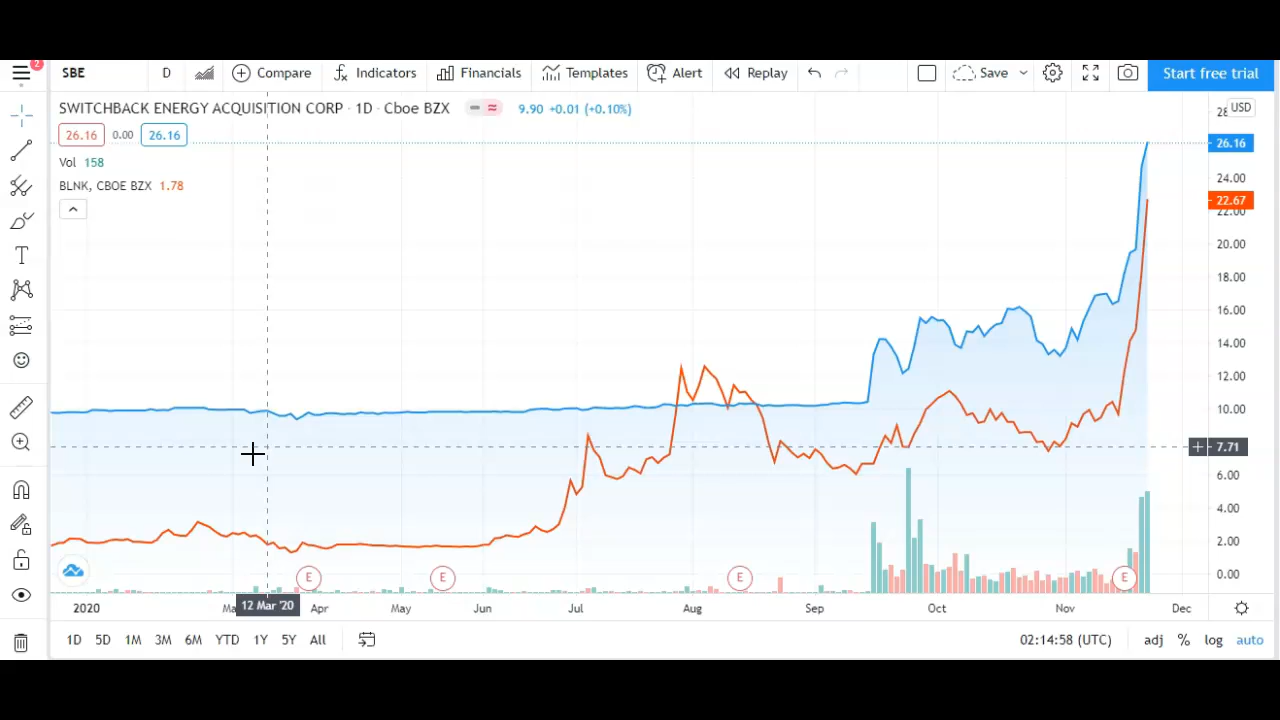 2
SBE D Compare Indicators Financials Templates Alert Replay Save Start free trial
SWITCHBACK ENERGY ACQUISITION CORP · 1D · Cboe BZX 9.90 +0.01 (+0.10%)
USD
26.16 0.00 26.16
26.16
Vol 158
24.00
BLNK, CBOE BZX 1.78
22.67
22.00
20.00
18.00
16.00
14.00
12.00
10.00
7.71
6.00
4.00
2.00
E E E E
0.00
2020 12 Mar '20 Apr May Jun Jul Aug Sep Oct Nov Dec
1D 5D 1M 3M 6M YTD 1Y 5Y All 02:14:58 (UTC) adj % log auto